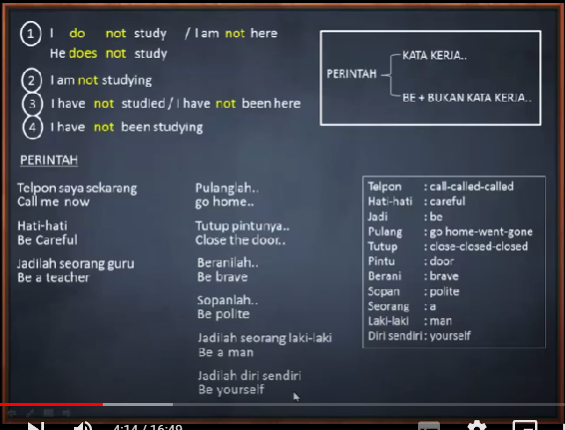 1 I do not study / I am not here
He does not study
2 I am not studying
3 I have not studied / I have not been here
4 I have not been studying
PERINTAH
KATA KERJA..
BE + BUKAN KATA KERJA..
PERINTAH
Telpon saya sekarang
Call me now
Hati-hati
Be Careful
Jadilah seorang guru
Be a teacher
Pulanglah..
go home..
Tutup pintunya..
Close the door..
Beranilah..
Be brave
Sopanlah..
Be polite
Jadilah seorang laki-laki
Be a man
Jadilah diri sendiri
Be yourself
Telpon : call-called-called
Hati-hati : careful
Jadi : be
Pulang : go home-went-gone
Tutup : close-closed-closed
Pintu : door
Berani : brave
Sopan : polite
Seorang : a
Laki-laki : man
Diri sendiri : yourself
4:14 / 16:49